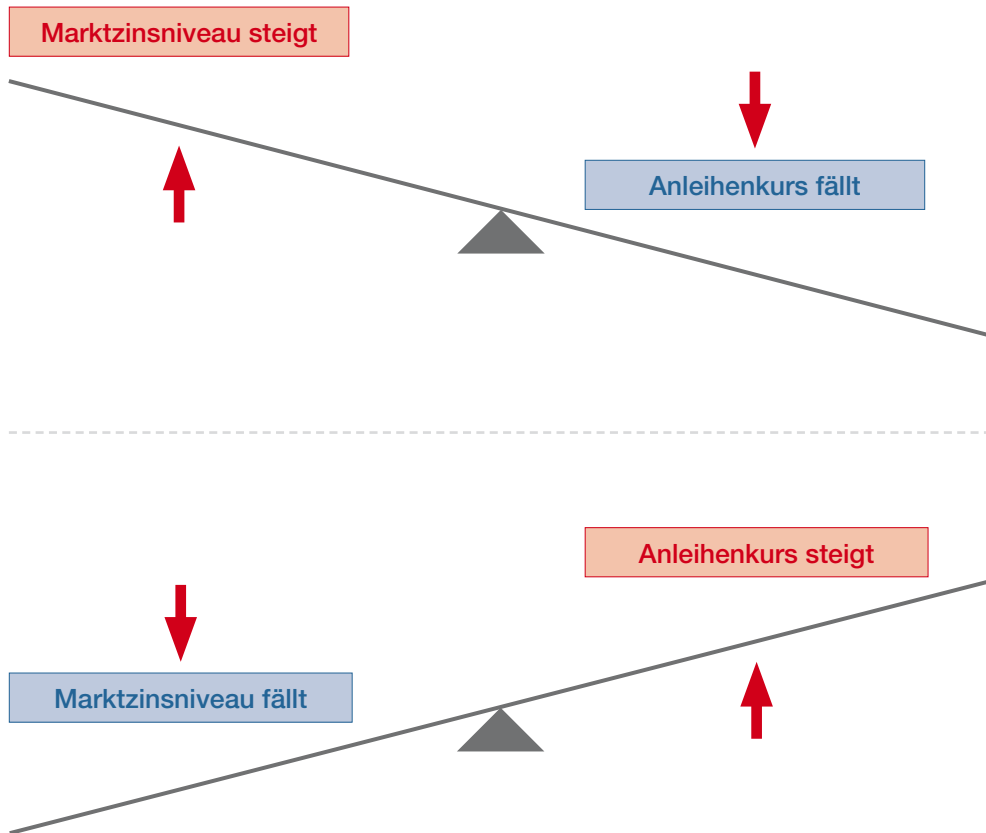 Marktzinsniveau steigt
Anleihenkurs fällt
Anleihenkurs steigt
Marktzinsniveau fällt